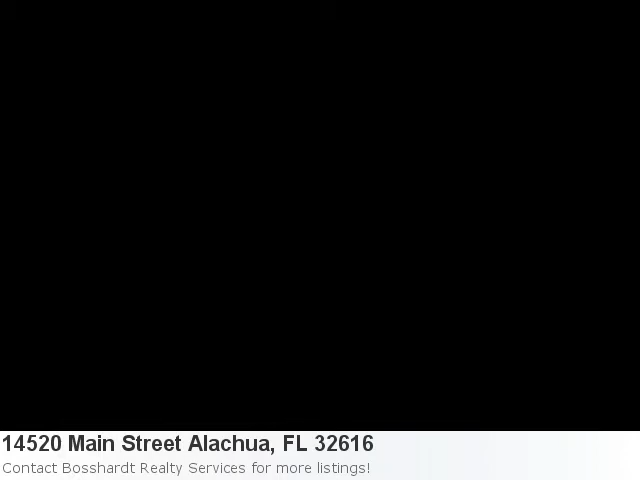 14520 Main Street Alachua, FL 32616
Contact Bosshardt Realty Services for more listings!